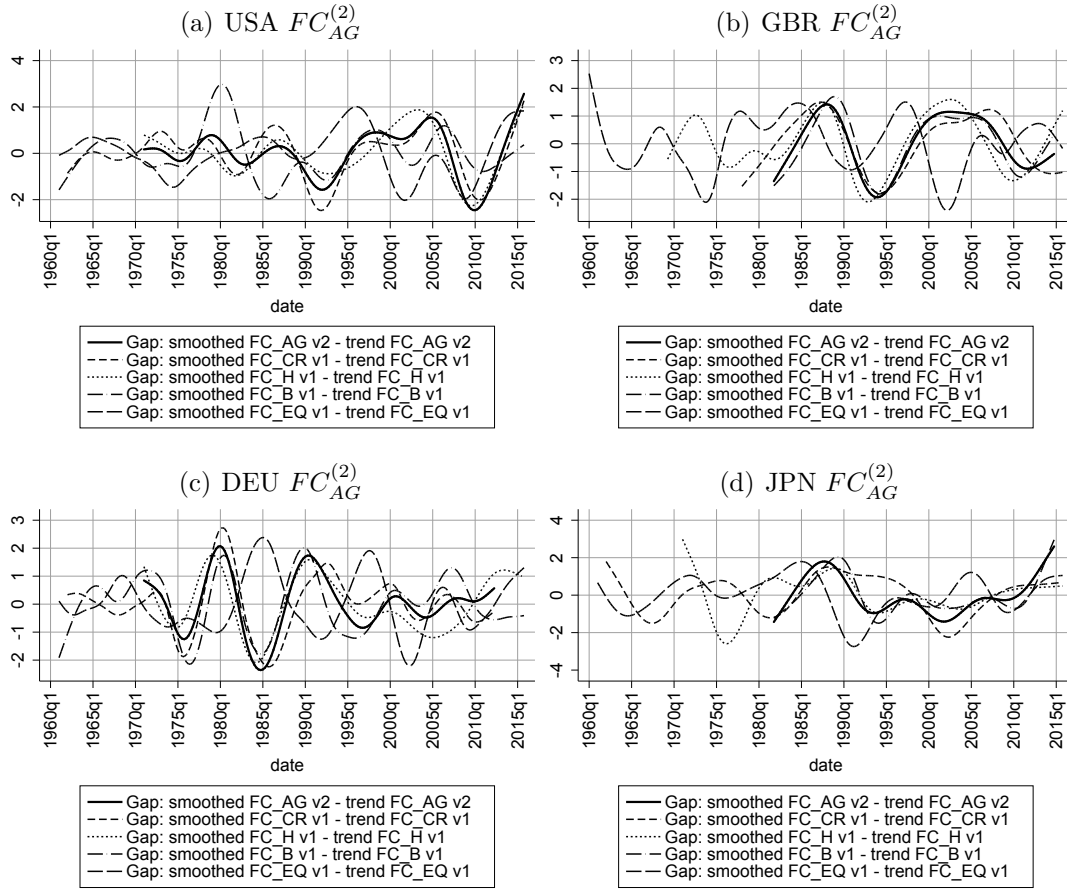 (a) USA FC_{AG}^{(2)}
4
2
0
2
1960q1
1965q1
1970q1
1975q1
1980q1
1985q1
1990q1
1995q1
2000q1
2005q1
2010q1
2015q1
date
Gap: smoothed FC_AG v2 - trend FC_AG v2
Gap: smoothed FC_CR v1 - trend FC_CR v1
Gap: smoothed FC_H v1 - trend FC_H v1
Gap: smoothed FC_B v1 - trend FC_B v1
Gap: smoothed FC_EQ v1 - trend FC_EQ v1
(b) GBR FC_{AG}^{(2)}
3
2
1
0
-1
-2
1960q1
1965q1
1970q1
1975q1
1980q1
1985q1
1990q1
1995q1
2000q1
2005q1
2010q1
2015q1
date
Gap: smoothed FC_AG v2 - trend FC_AG v2
Gap: smoothed FC_CR v1 - trend FC_CR v1
Gap: smoothed FC_H v1 - trend FC_H v1
Gap: smoothed FC_B v1 - trend FC_B v1
Gap: smoothed FC_EQ v1 - trend FC_EQ v1
(c) DEU FC_{AG}^{(2)}
3
2
1
0
-1
-2
1960q1
1965q1
1970q1
1975q1
1980q1
1985q1
1990q1
1995q1
2000q1
2005q1
2010q1
2015q1
date
Gap: smoothed FC_AG v2 - trend FC_AG v2
Gap: smoothed FC_CR v1 - trend FC_CR v1
Gap: smoothed FC_H v1 - trend FC_H v1
Gap: smoothed FC_B v1 - trend FC_B v1
Gap: smoothed FC_EQ v1 - trend FC_EQ v1
(d) JPN FC_{AG}^{(2)}
4
2
0
-2
-4
1960q1
1965q1
1970q1
1975q1
1980q1
1985q1
1990q1
1995q1
2000q1
2005q1
2010q1
2015q1
date
Gap: smoothed FC_AG v2 - trend FC_AG v2
Gap: smoothed FC_CR v1 - trend FC_CR v1
Gap: smoothed FC_H v1 - trend FC_H v1
Gap: smoothed FC_B v1 - trend FC_B v1
Gap: smoothed FC_EQ v1 - trend FC_EQ v1